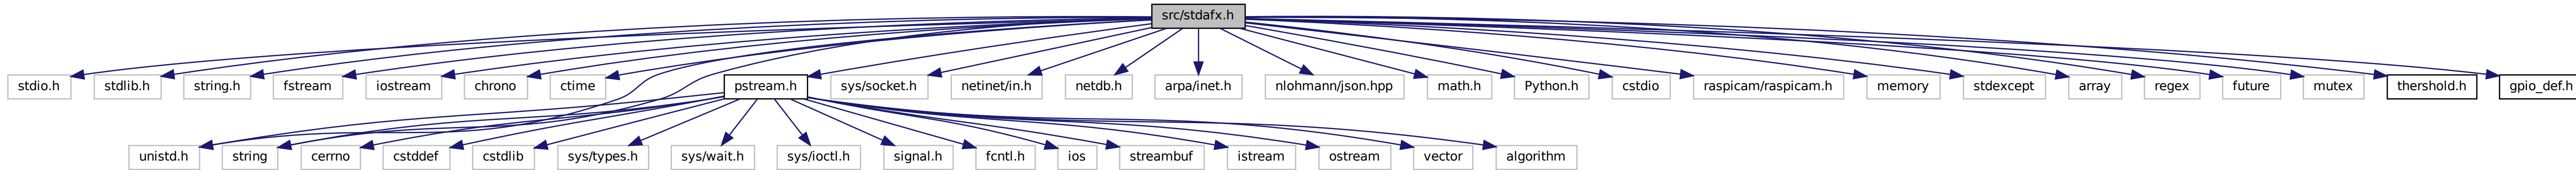 src/stdafx.h
stdio.h
stdlib.h
string.h
fstream
iostream
chrono
ctime
pstream.h
sys/socket.h
netinet/in.h
netdb.h
arpa/inet.h
nlohmann/json.hpp
math.h
Python.h
cstdio
raspicam/raspicam.h
memory
stdexcept
array
regex
future
mutex
thershold.h
gpio_def.h
unistd.h
string
cerrno
cstddef
cstdlib
sys/types.h
sys/wait.h
sys/ioctl.h
signal.h
fcntl.h
ios
streambuf
istream
ostream
vector
algorithm